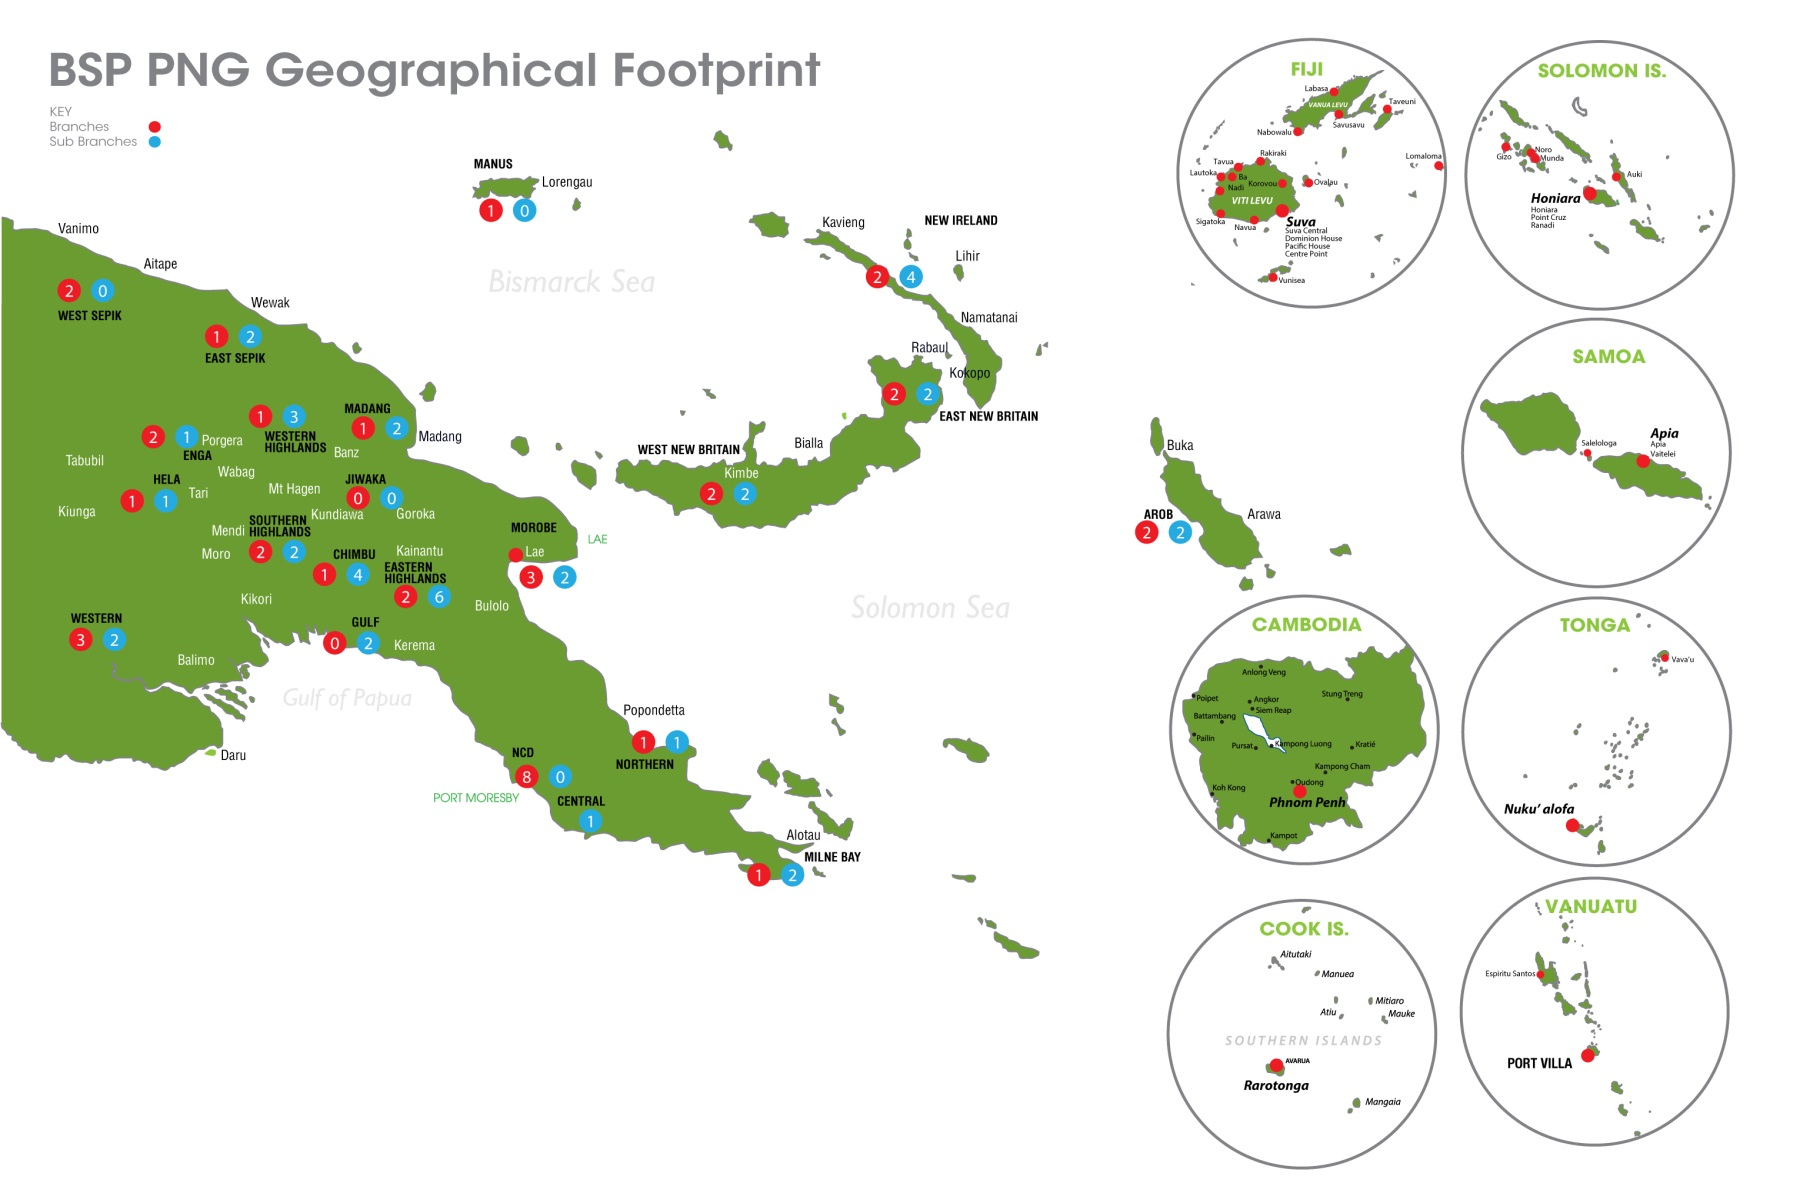 BSP PNG Geographical Footprint
KEY
Branches
Sub Branches
MANUS
Lorengau
1 0
Vanimo
Aitape
2 0
WEST SEPIK
Wewak
1 2
EAST SEPIK
Bismarck Sea
Kavieng
NEW IRELAND
Lihir
2 4
Namatanai
Rabaul
Kokopo
2 2
EAST NEW BRITAIN
WEST NEW BRITAIN
Bialla
Kimbe
2 2
1 3
WESTERN
HIGHLANDS
MADANG
1 2
Madang
Banz
2 1
Porgera
ENGA
Tabubil
Wabag
HELA
1 1
Tari
Kiunga
Mt Hagen
JIWAKA
0 0
Kundiawa
Goroka
SOUTHERN
HIGHLANDS
Mendi
2 2
Moro
CHIMBU
1 4
Kainantu
EASTERN
HIGHLANDS
2 6
MOROBE
LAE
Lae
3 2
Bulolo
Kikori
WESTERN
3 2
GULF
0 2
Kerema
Balimo
Gulf of Papua
Daru
Solomon Sea
Buka
AROB
2 2
Arawa
Popondetta
1 1
NORTHERN
NCD
8 0
PORT MORESBY
CENTRAL
1
Alotau
MILNE BAY
1 2
FIJI
Labasa
VANUA LEVU
Taveuni
Savusavu
Nabowalu
Rakiraki
Tavua
Lomaloma
Lautoka
Ba
Korovou
Ovalau
Nadi
VITI LEVU
Sigatoka
Navua
Suva
Suva Central
Dominion House
Pacific House
Centre Point
Vunisea
SOLOMON IS.
Gizo
Noro
Munda
Auki
Honiara
Honiara
Point Cruz
Ranadi
SAMOA
Salelologa
Apia
Apia
Vaitelei
CAMBODIA
Anlong Veng
Poipet
Angkor
Siem Reap
Stung Treng
Battambang
Pailin
Pursat
Kampong Luong
Kratié
Kampong Cham
Oudong
Koh Kong
Phnom Penh
Kampot
TONGA
Vava'u
Nuku' alofa
COOK IS.
Aitutaki
Manuea
Mitiaro
Atiu
Mauke
SOUTHERN ISLANDS
AVARUA
Rarotonga
Mangaia
VANUATU
Espiritu Santos
PORT VILLA